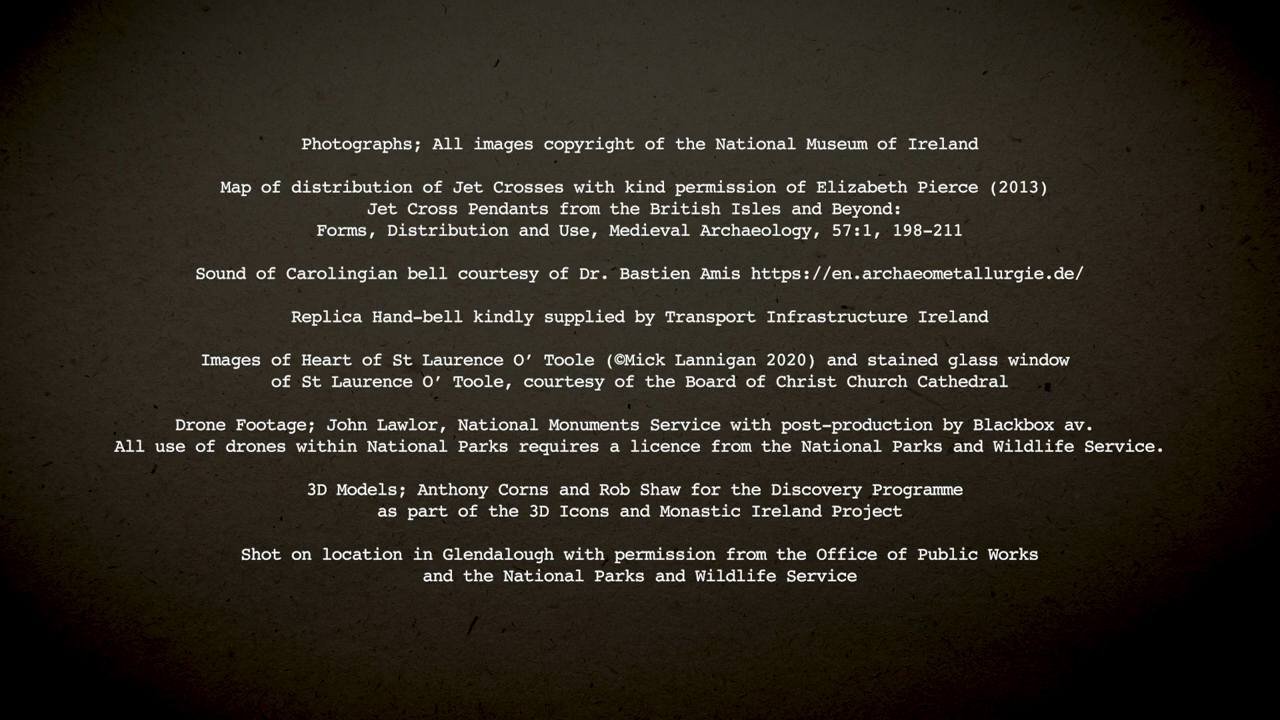 Photographs; All images copyright of the National Museum of Ireland
Map of distribution of Jet Crosses with kind permission of Elizabeth Pierce (2013)
Jet Cross Pendants from the British Isles and Beyond:
Forms, Distribution and Use, Medieval Archaeology, 57:1, 198-211
Sound of Carolingian bell courtesy of Dr. Bastien Amis https://en.archaeometallurgie.de/
Replica Hand-bell kindly supplied by Transport Infrastructure Ireland
Images of Heart of St Laurence O’ Toole (©Mick Lannigan 2020) and stained glass window
of St Laurence O’ Toole, courtesy of the Board of Christ Church Cathedral
Drone Footage; John Lawlor, National Monuments Service with post-production by Blackbox av.
All use of drones within National Parks requires a licence from the National Parks and Wildlife Service.
3D Models; Anthony Corns and Rob Shaw for the Discovery Programme
as part of the 3D Icons and Monastic Ireland Project
Shot on location in Glendalough with permission from the Office of Public Works
and the National Parks and Wildlife Service